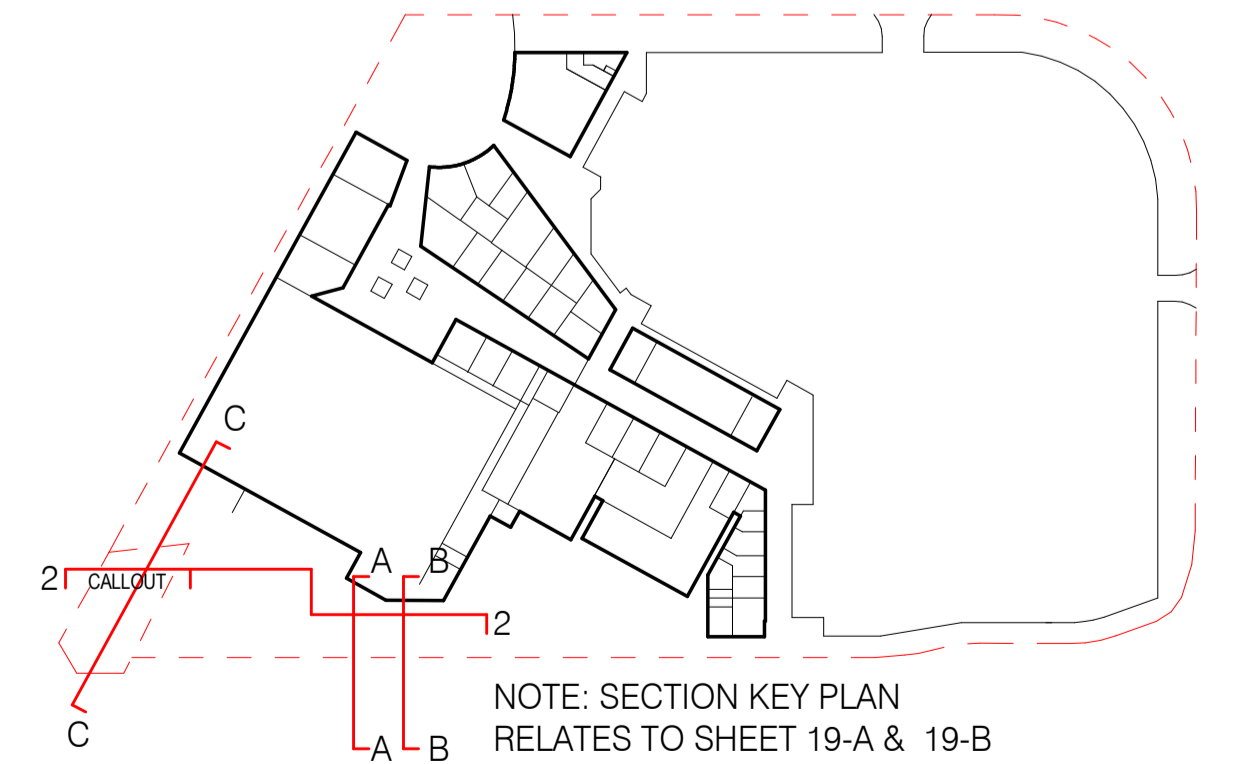 C
A
B
2
CALLOUT
2
C
A
B
NOTE: SECTION KEY PLAN
RELATES TO SHEET 19-A & 19-B